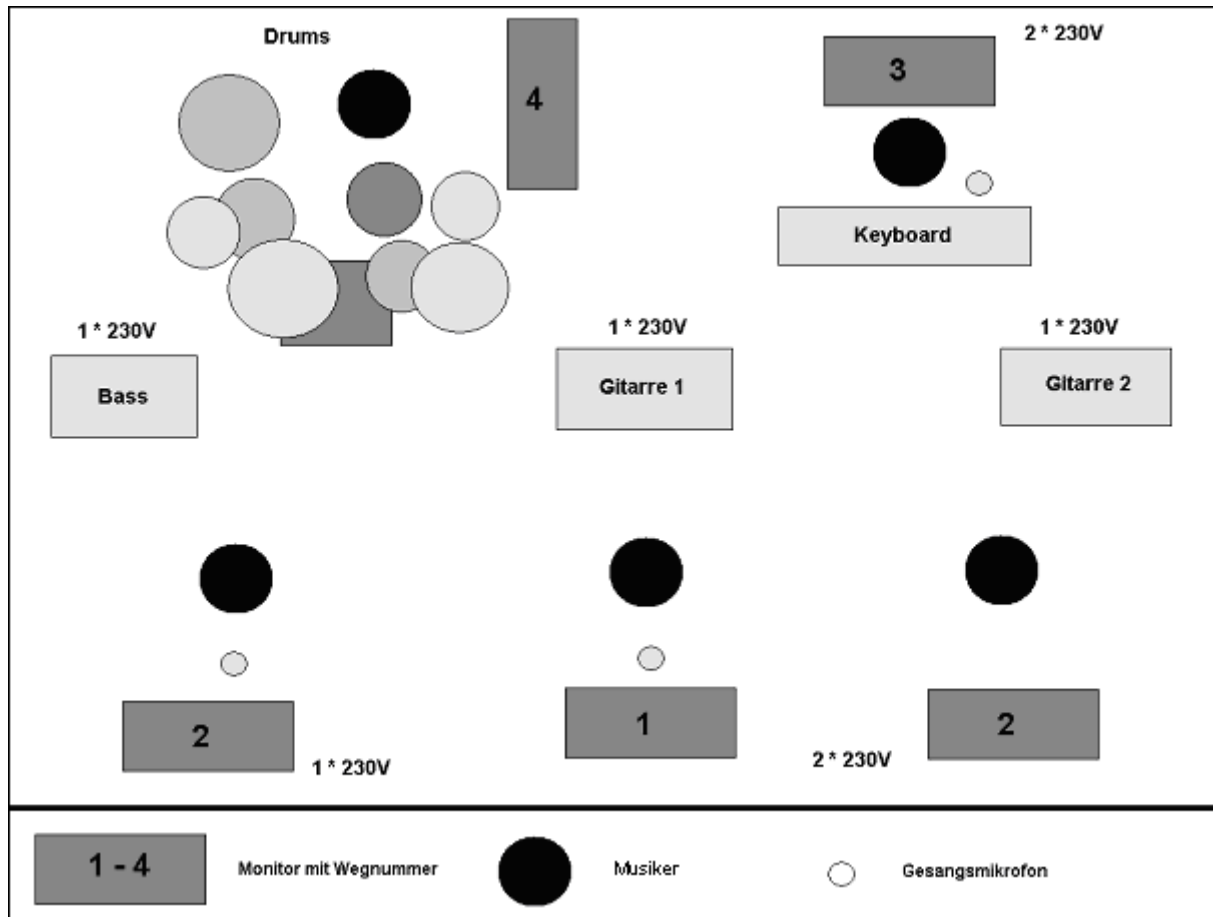 Drums
4
3
2 * 230V
Keyboard
1 * 230V
Bass
1 * 230V
Gitarre 1
1 * 230V
Gitarre 2
2
1 * 230V
1
2 * 230V
2
1 - 4
Monitor mit Wegnummer
Musiker
Gesangsmikrofon